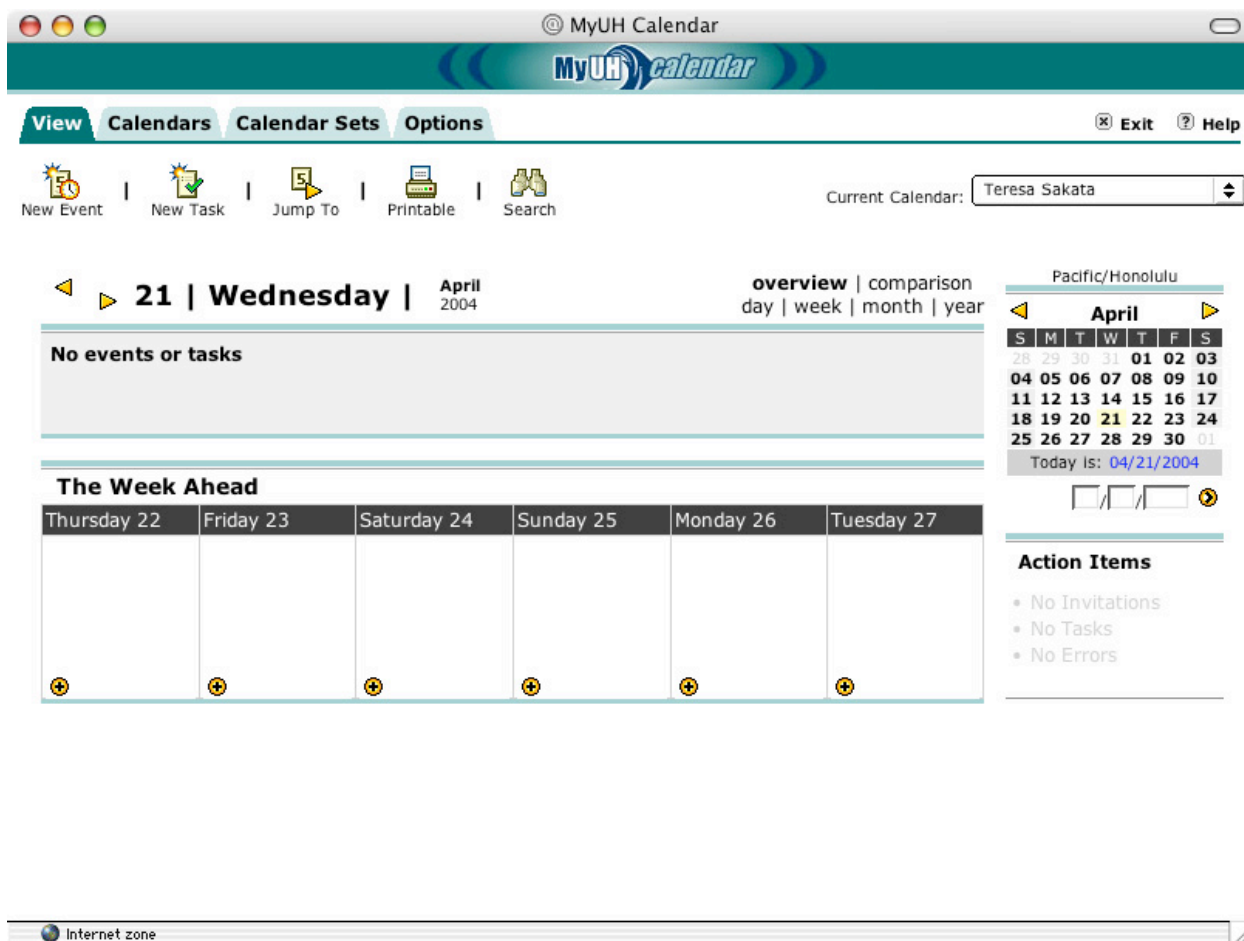 MyUH Calendar
MyUH calendar
View Calendars Calendar Sets Options
Exit ? Help
New Event | New Task | Jump To | Printable | Search
Current Calendar: Teresa Sakata
21 | Wednesday | April 2004
overview | comparison
day | week | month | year
No events or tasks
The Week Ahead
Thursday 22 Friday 23 Saturday 24 Sunday 25 Monday 26 Tuesday 27
Pacific/Honolulu
April
S M T W T F S
28 29 30 31 01 02 03
04 05 06 07 08 09 10
11 12 13 14 15 16 17
18 19 20 21 22 23 24
25 26 27 28 29 30 01
Today is: 04/21/2004
/ /
Action Items
• No Invitations
• No Tasks
• No Errors
Internet zone